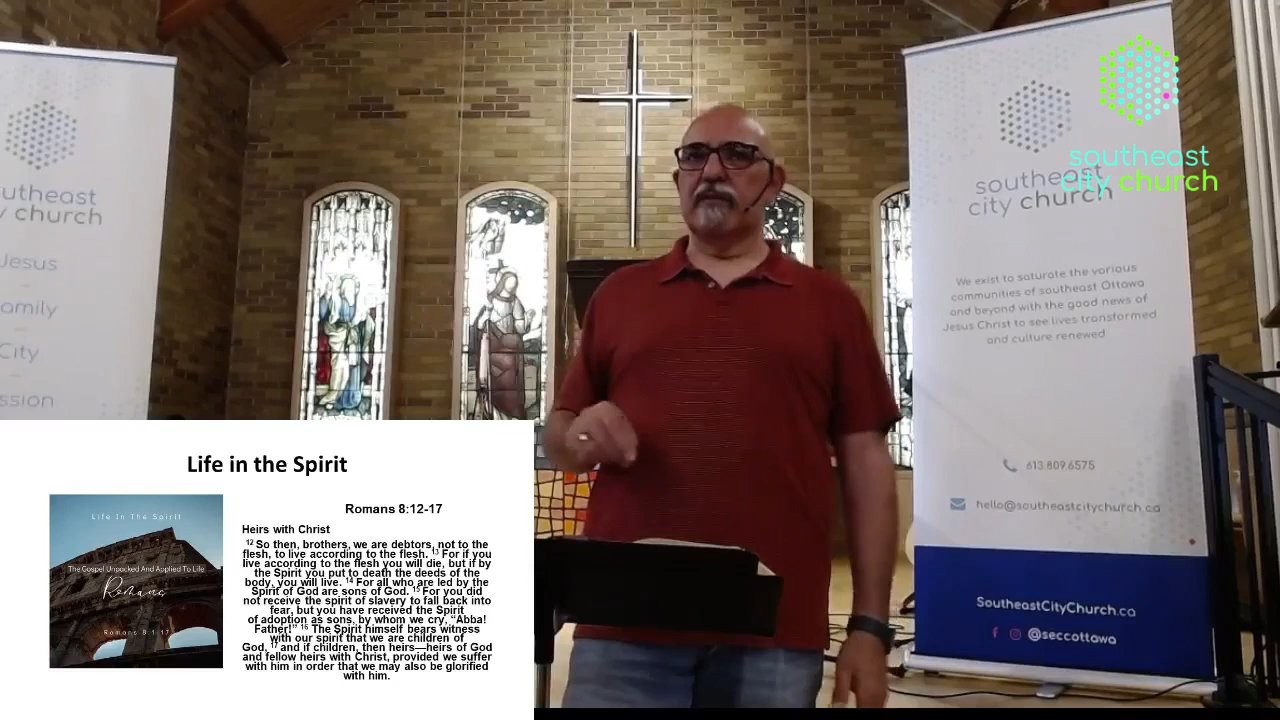 outheast
y church
Jesus
amily
City
ssion
southeast
city church
southeast
city church
We exist to saturate the various
communities of southeast Ottawa
and beyond with the good news of
Jesus Christ to see lives transformed
and culture renewed
613.809.6575
hello@southeastcitychurch.ca
SoutheastCityChurch.ca
@seccottawa
Life in the Spirit
Life In The Spirit
The Gospel Unpacked And Applied To Life
Romans
Romans 8:1-17
Romans 8:12-17
Heirs with Christ
12 So then, brothers, we are debtors, not to the
flesh, to live according to the flesh. 13 For if you
live according to the flesh you will die, but if by
the Spirit you put to death the deeds of the
body, you will live. 14 For all who are led by the
Spirit of God are sons of God. 15 For you did
not receive the spirit of slavery to fall back into
fear, but you have received the Spirit
of adoption as sons, by whom we cry, “Abba!
Father!” 16 The Spirit himself bears witness
with our spirit that we are children of
God, 17 and if children, then heirs—heirs of God
and fellow heirs with Christ, provided we suffer
with him in order that we may also be glorified
with him.